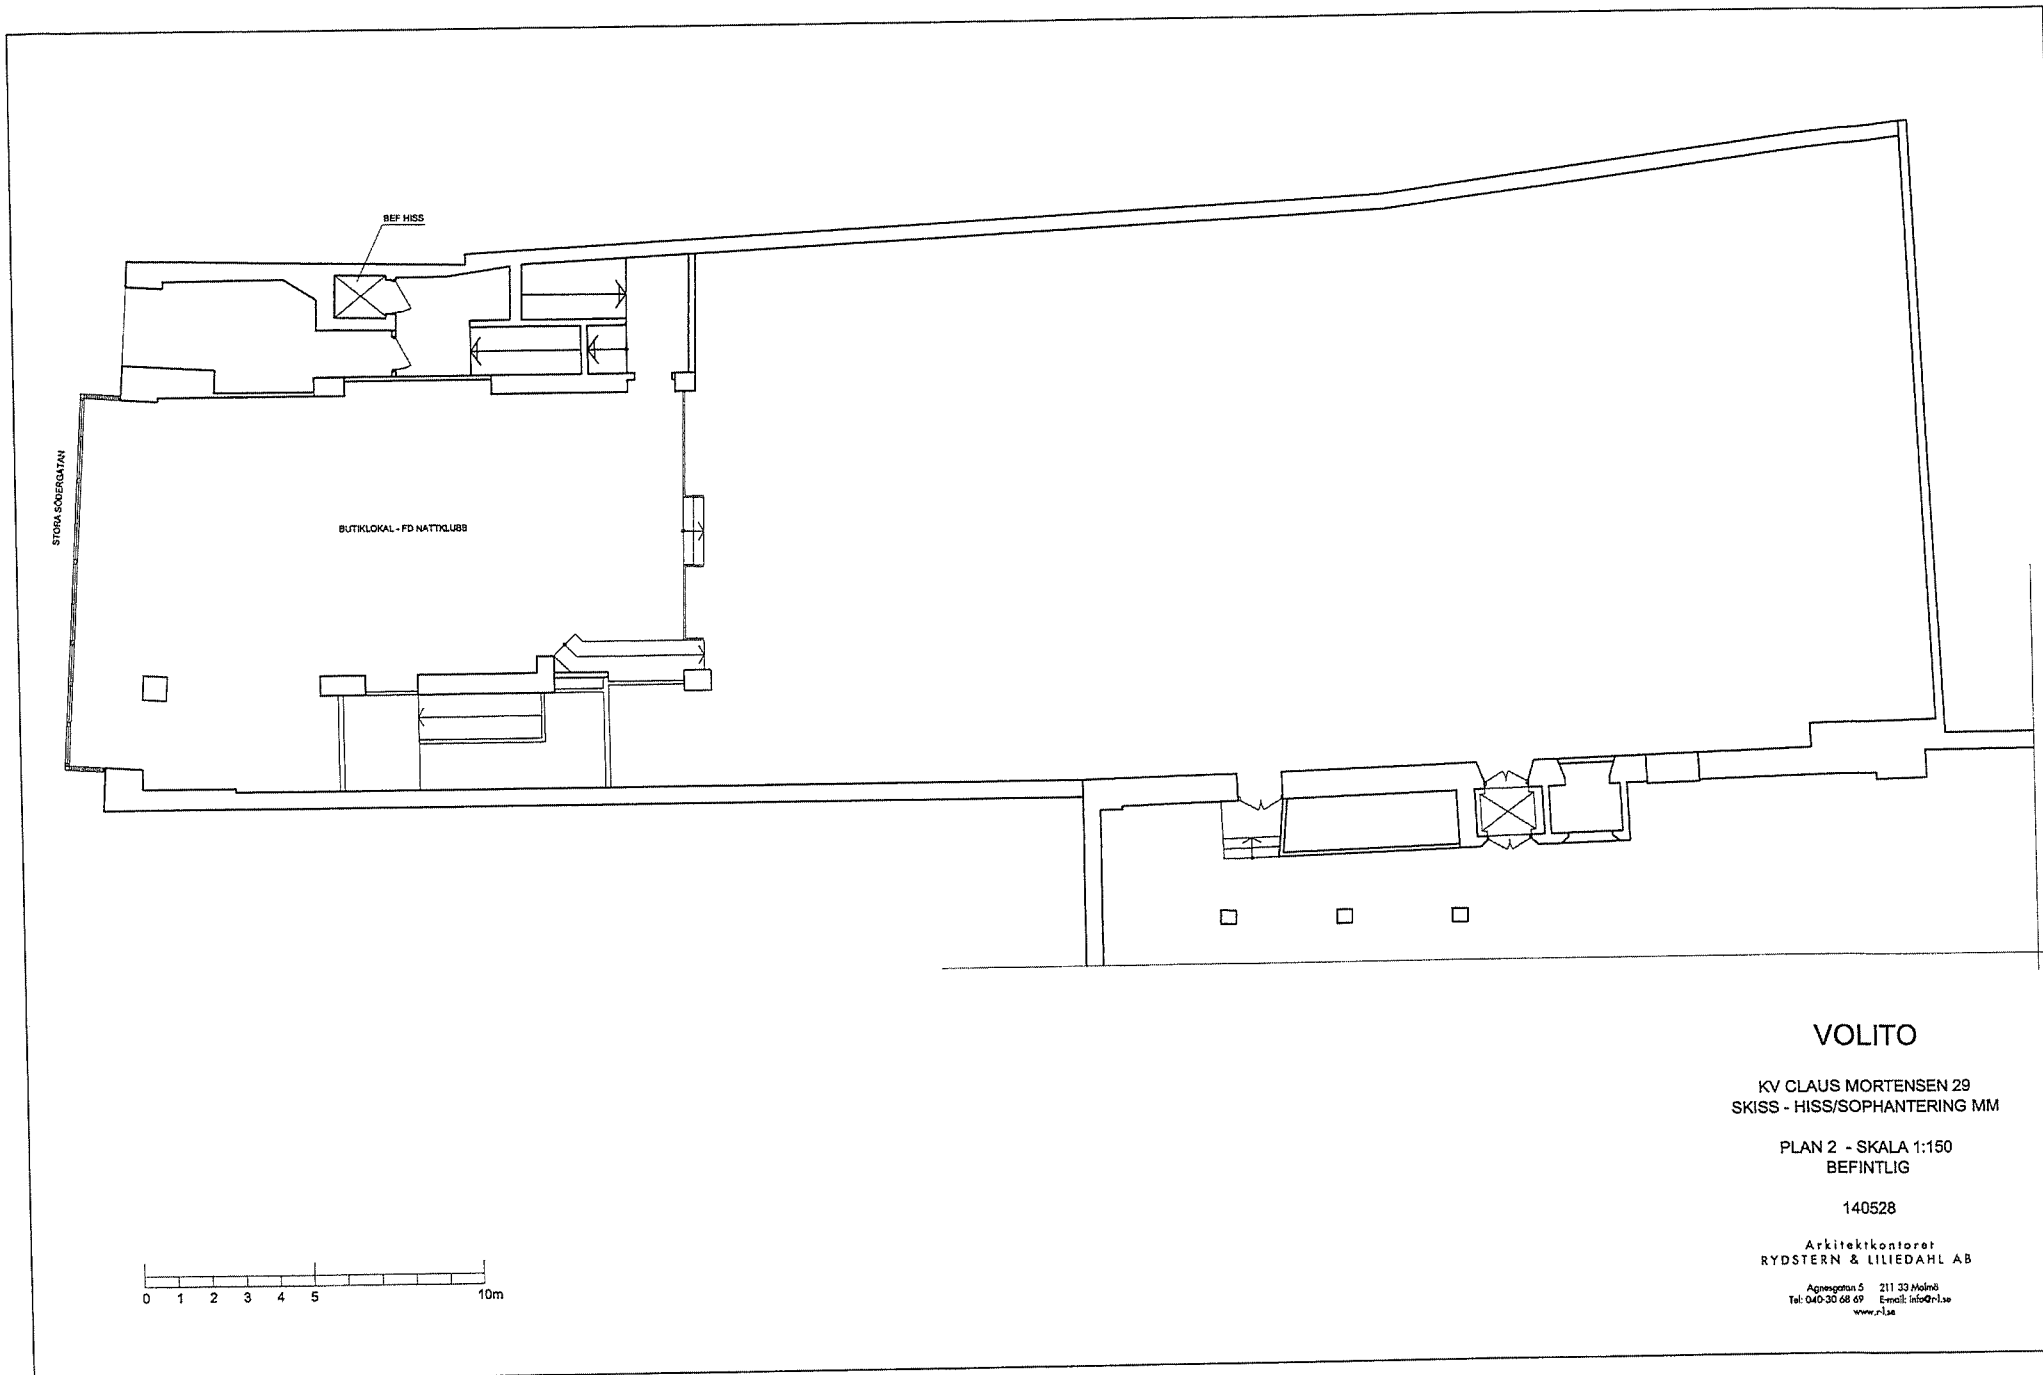 BEF HISS
STORA SÖDERGATAN
BUTIKLOKAL - FD NATTKLUBB
VOLITO
KV CLAUS MORTENSEN 29
SKISS - HISS/SOPHANTERING MM
PLAN 2 - SKALA 1:150
BEFINTLIG
140528
Arkitektkontoret
RYDSTERN & LILIEDAHL AB
Agnesgatan 5 211 33 Malmö
Tel: 040-30 68 69 E-mail: info@r-l.se
www.r-l.se
0 1 2 3 4 5 10m